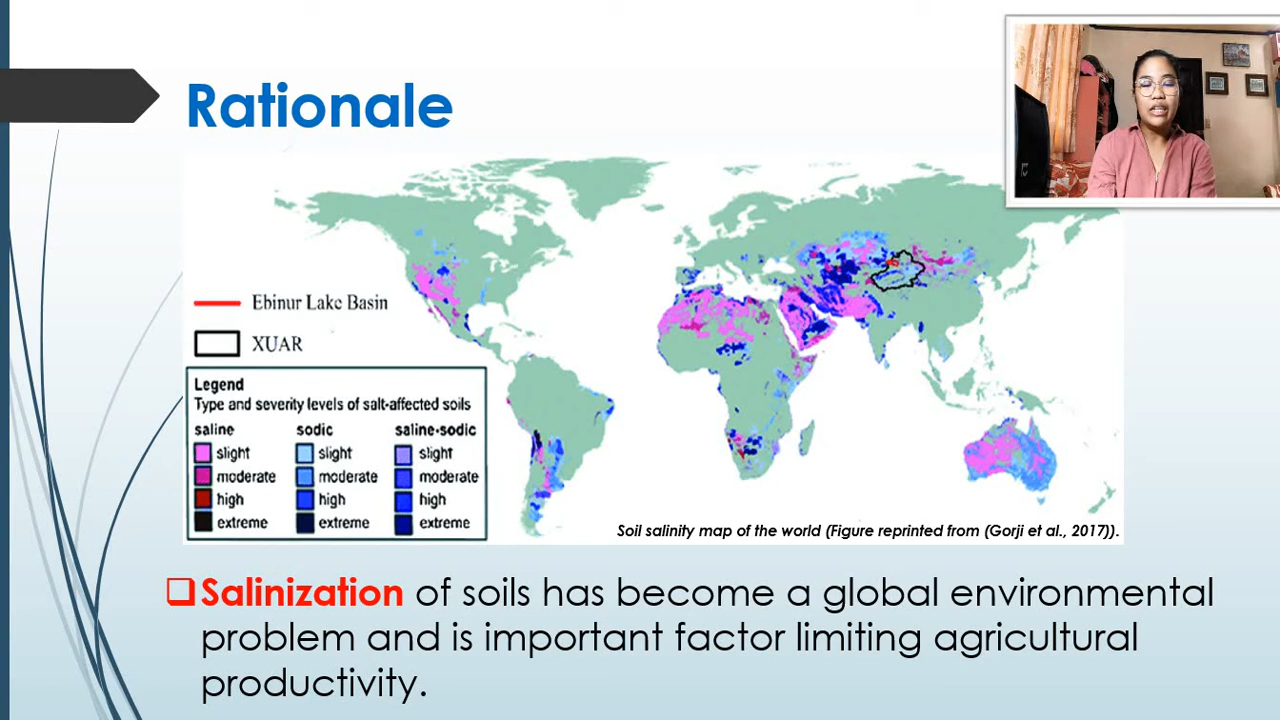 Rationale
Ebinur Lake Basin
XUAR
Legend
Type and severity levels of salt-affected soils
saline sodic saline-sodic
slight slight slight
moderate moderate moderate
high high high
extreme extreme extreme
Soil salinity map of the world (Figure reprinted from (Gorji et al., 2017)).
Salinization of soils has become a global environmental
problem and is important factor limiting agricultural
productivity.